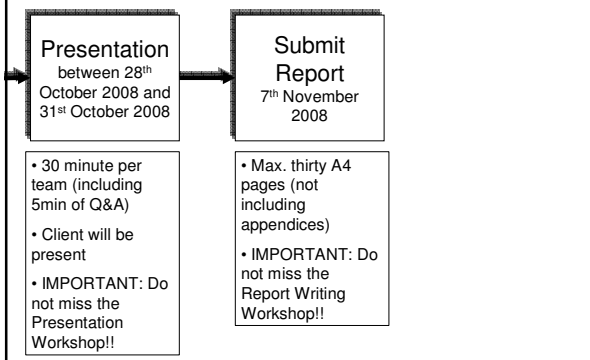 Presentation
between 28th
October 2008 and
31st October 2008
Submit
Report
7th November
2008
• 30 minute per
team (including
5min of Q&A)
• Client will be
present
• IMPORTANT: Do
not miss the
Presentation
Workshop!!
• Max. thirty A4
pages (not
including
appendices)
• IMPORTANT: Do
not miss the
Report Writing
Workshop!!